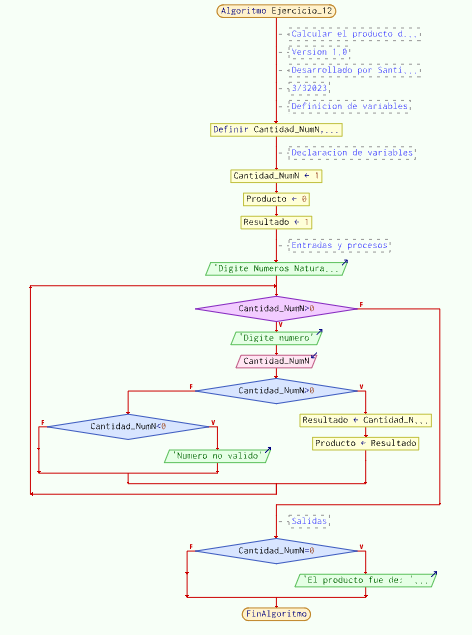 Algoritmo Ejercicio_12
Calcular el producto d...
Version 1.0
Desarrollado por Santi...
3/32023
Definicion de variables
Definir Cantidad_NumN,...
Declaracion de variables
Cantidad_NumN ← 1
Producto ← 0
Resultado ← 1
Entradas y procesos
'Digite Numeros Natura...
Cantidad_NumN>0
F
V
'Digite numero'
Cantidad_NumN
Cantidad_NumN>0
F
V
Resultado ← Cantidad_N...
Cantidad_NumN<0
F
V
Producto ← Resultado
'Numero no valido'
Salidas
Cantidad_NumN=0
F
V
'El producto fue de: '...
FinAlgoritmo